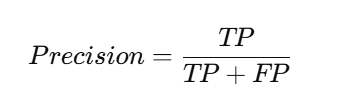 Precision = TP / (TP + FP)